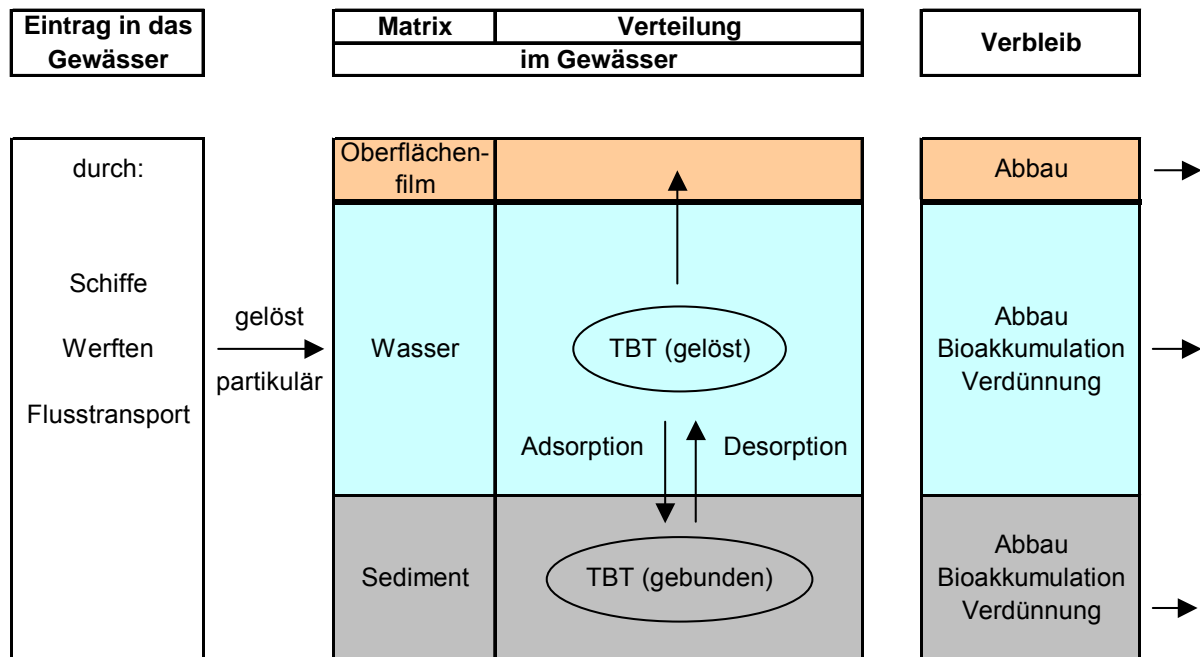 Eintrag in das
Gewässer
Matrix
Verteilung
im Gewässer
Verbleib
durch:
Schiffe
Werften
Flusstransport
gelöst
partikulär
Oberflächen-
film
Wasser
Sediment
TBT (gelöst)
Adsorption
Desorption
TBT (gebunden)
Abbau
Abbau
Bioakkumulation
Verdünnung
Abbau
Bioakkumulation
Verdünnung